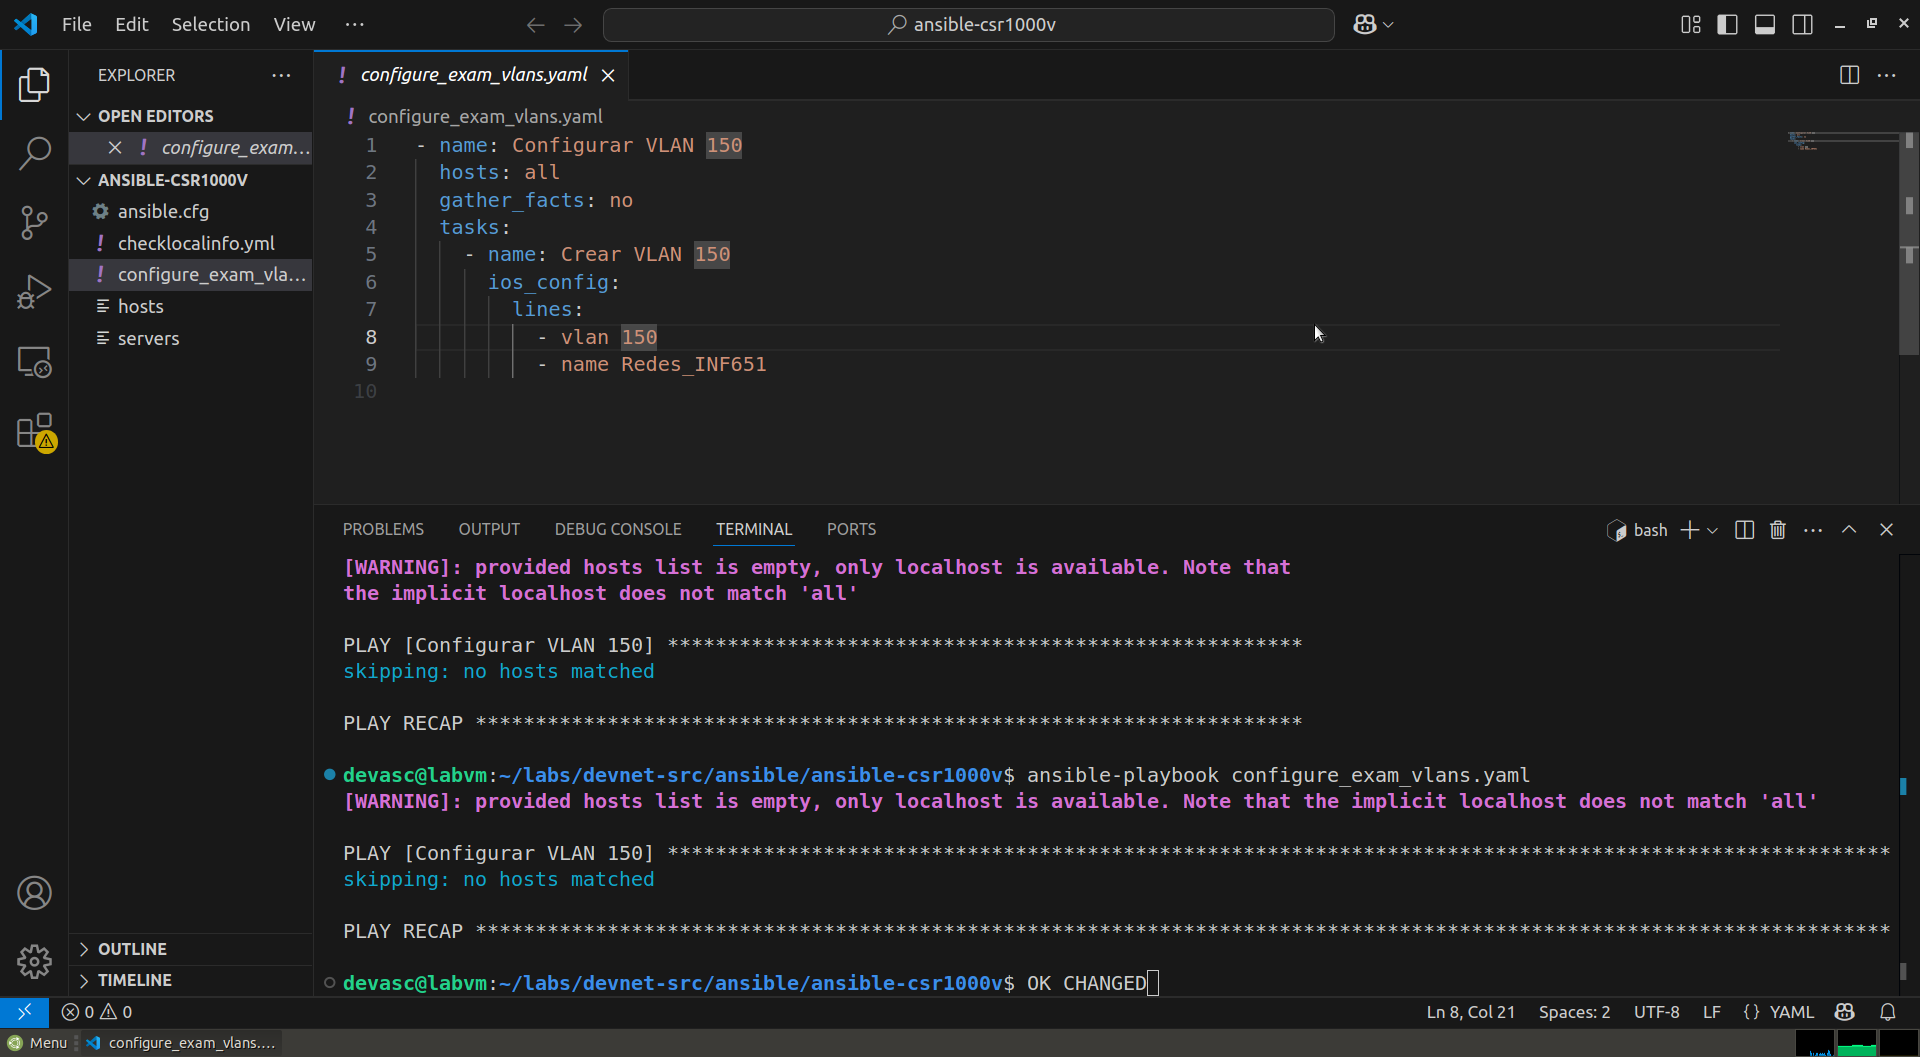 File Edit Selection View ···
ansible-csr1000v
EXPLORER ···
OPEN EDITORS
configure_exam...
ANSIBLE-CSR1000V
ansible.cfg
checklocalinfo.yml
configure_exam_vla...
hosts
servers
OUTLINE
TIMELINE
! configure_exam_vlans.yaml
! configure_exam_vlans.yaml
1 - name: Configurar VLAN 150
2 hosts: all
3 gather_facts: no
4 tasks:
5 - name: Crear VLAN 150
6 ios_config:
7 lines:
8 - vlan 150
9 - name Redes_INF651
10
PROBLEMS OUTPUT DEBUG CONSOLE TERMINAL PORTS
bash
[WARNING]: provided hosts list is empty, only localhost is available. Note that
the implicit localhost does not match 'all'
PLAY [Configurar VLAN 150] *****************************************************
skipping: no hosts matched
PLAY RECAP *********************************************************************
devasc@labvm:~/labs/devnet-src/ansible/ansible-csr1000v$ ansible-playbook configure_exam_vlans.yaml
[WARNING]: provided hosts list is empty, only localhost is available. Note that the implicit localhost does not match 'all'
PLAY [Configurar VLAN 150] ******************************************************************************************************
skipping: no hosts matched
PLAY RECAP **********************************************************************************************************************
devasc@labvm:~/labs/devnet-src/ansible/ansible-csr1000v$ OK CHANGED
0 0
Ln 8, Col 21 Spaces: 2 UTF-8 LF {} YAML
Menu configure_exam_vlans....